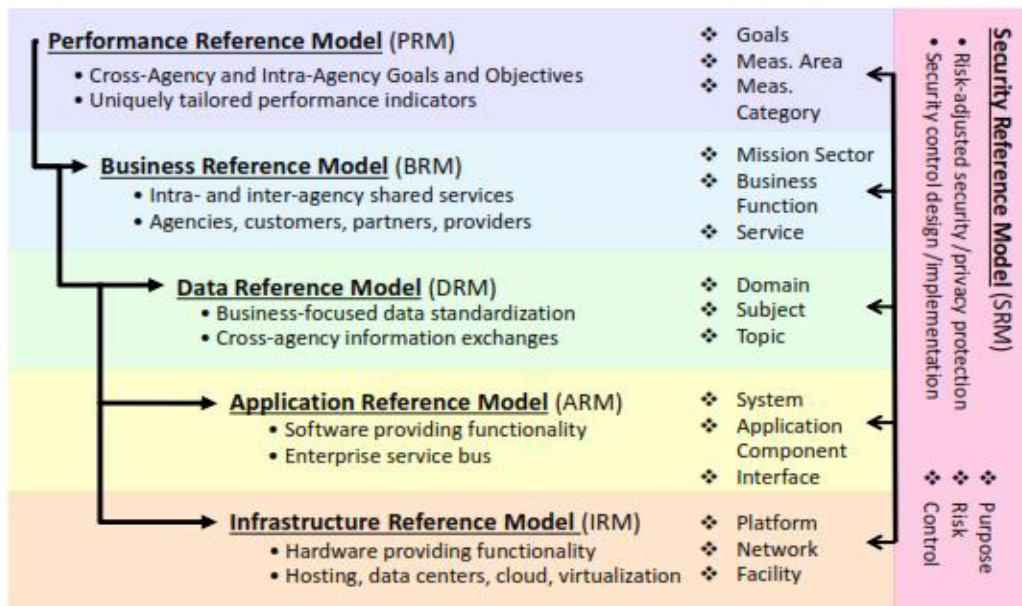 Performance Reference Model (PRM)
• Cross-Agency and Intra-Agency Goals and Objectives
• Uniquely tailored performance indicators
❖ Goals
❖ Meas. Area
❖ Meas.
Category
Business Reference Model (BRM)
• Intra- and inter-agency shared services
• Agencies, customers, partners, providers
❖ Mission Sector
❖ Business
Function
❖ Service
Data Reference Model (DRM)
• Business-focused data standardization
• Cross-agency information exchanges
❖ Domain
❖ Subject
❖ Topic
Application Reference Model (ARM)
• Software providing functionality
• Enterprise service bus
❖ System
❖ Application
Component
❖ Interface
Infrastructure Reference Model (IRM)
• Hardware providing functionality
• Hosting, data centers, cloud, virtualization
❖ Platform
❖ Network
❖ Facility
Security Reference Model (SRM)
• Risk-adjusted security /privacy protection
• Security control design /implementation
❖ Purpose
❖ Risk
❖ Control